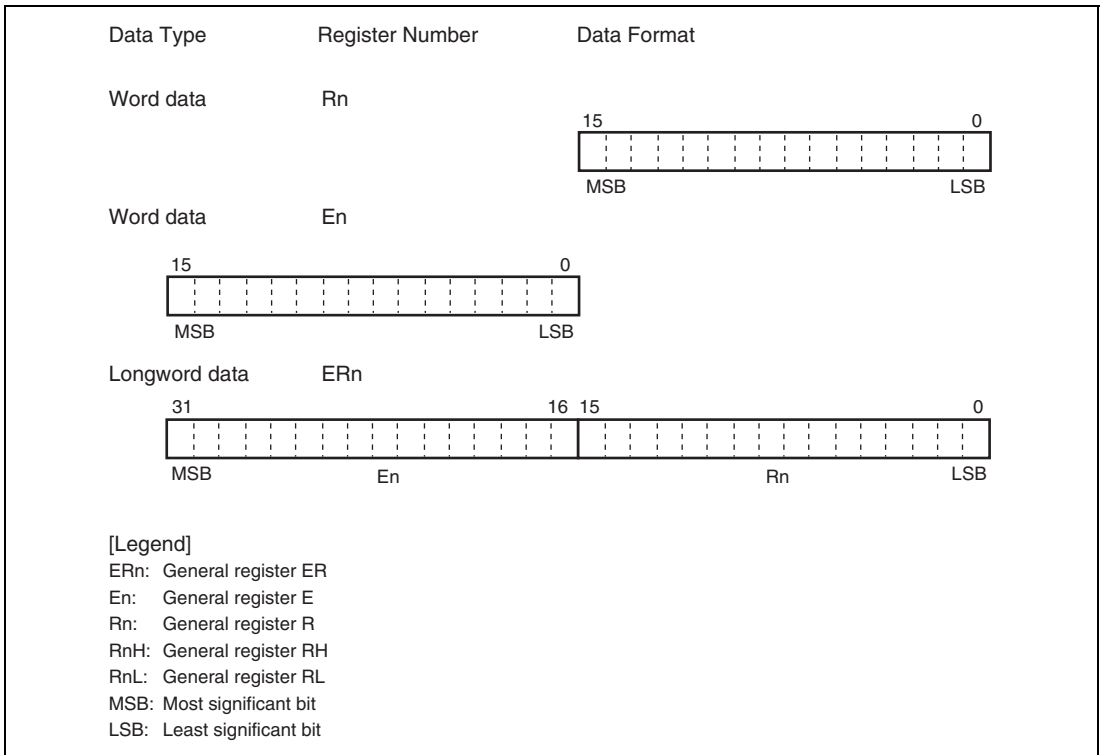 Data Type Register Number Data Format
Word data Rn
15 0
MSB LSB
Word data En
15 0
MSB LSB
Longword data ERn
31 16 15 0
MSB En Rn LSB
[Legend]
ERn: General register ER
En: General register E
Rn: General register R
RnH: General register RH
RnL: General register RL
MSB: Most significant bit
LSB: Least significant bit